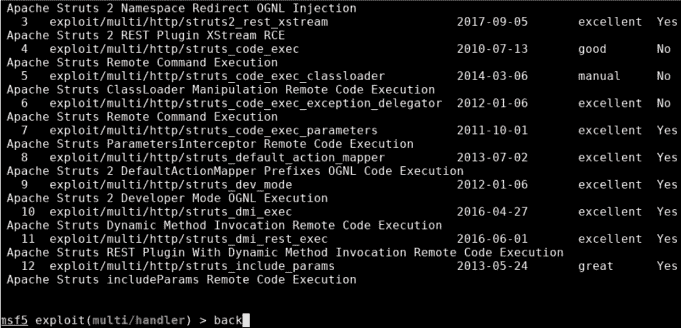 Apache Struts 2 Namespace Redirect OGNL Injection
3 exploit/multi/http/struts2_rest_xstream 2017-09-05 excellent Yes
Apache Struts 2 REST Plugin XStream RCE
4 exploit/multi/http/struts_code_exec 2010-07-13 good No
Apache Struts Remote Command Execution
5 exploit/multi/http/struts_code_exec_classloader 2014-03-06 manual No
Apache Struts ClassLoader Manipulation Remote Code Execution
6 exploit/multi/http/struts_code_exec_exception_delegator 2012-01-06 excellent No
Apache Struts Remote Command Execution
7 exploit/multi/http/struts_code_exec_parameters 2011-10-01 excellent Yes
Apache Struts ParametersInterceptor Remote Code Execution
8 exploit/multi/http/struts_default_action_mapper 2013-07-02 excellent Yes
Apache Struts 2 DefaultActionMapper Prefixes OGNL Code Execution
9 exploit/multi/http/struts_dev_mode 2012-01-06 excellent Yes
Apache Struts 2 Developer Mode OGNL Execution
10 exploit/multi/http/struts_dmi_exec 2016-04-27 excellent Yes
Apache Struts Dynamic Method Invocation Remote Code Execution
11 exploit/multi/http/struts_dmi_rest_exec 2016-06-01 excellent Yes
Apache Struts REST Plugin With Dynamic Method Invocation Remote Code Execution
12 exploit/multi/http/struts_include_params 2013-05-24 great Yes
Apache Struts includeParams Remote Code Execution
msf5 exploit(multi/handler) > back